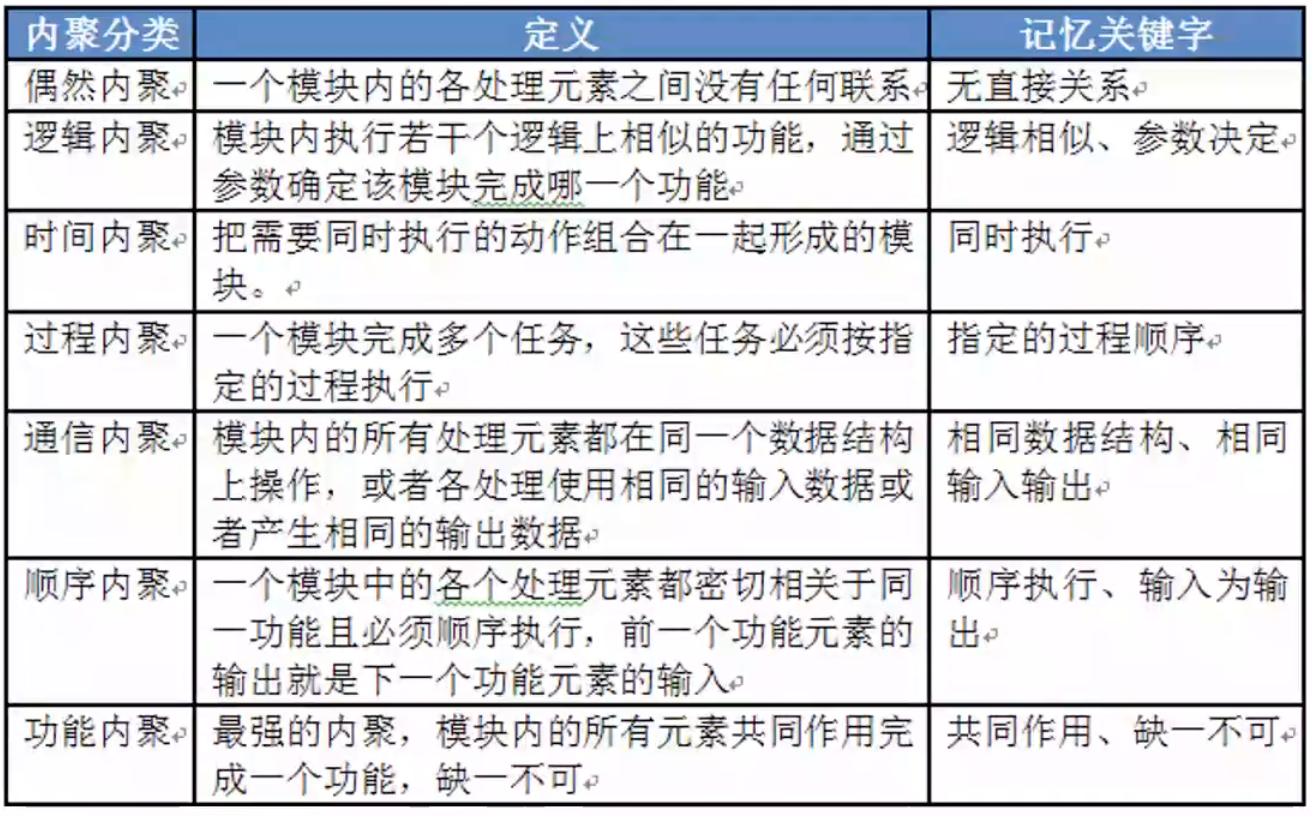 内聚分类 定义 记忆关键字
偶然内聚 一个模块内的各处理元素之间没有任何联系 无直接关系
逻辑内聚 模块内执行若干个逻辑上相似的功能，通过 逻辑相似、参数决定
参数确定该模块完成哪一个功能
时间内聚 把需要同时执行的动作组合在一起形成的模 同时执行
块。
过程内聚 一个模块完成多个任务，这些任务必须按指 指定的过程顺序
定的过程执行
通信内聚 模块内的所有处理元素都在同一个数据结构 相同数据结构、相同
上操作，或者各处理使用相同的输入数据或 输入输出
者产生相同的输出数据
顺序内聚 一个模块中的各个处理元素都密切相关于同 顺序执行、输入为输
一功能且必须顺序执行，前一个功能元素的 出
输出就是下一个功能元素的输入
功能内聚 最强的内聚，模块内的所有元素共同作用完 共同作用、缺一不可
成一个功能，缺一不可